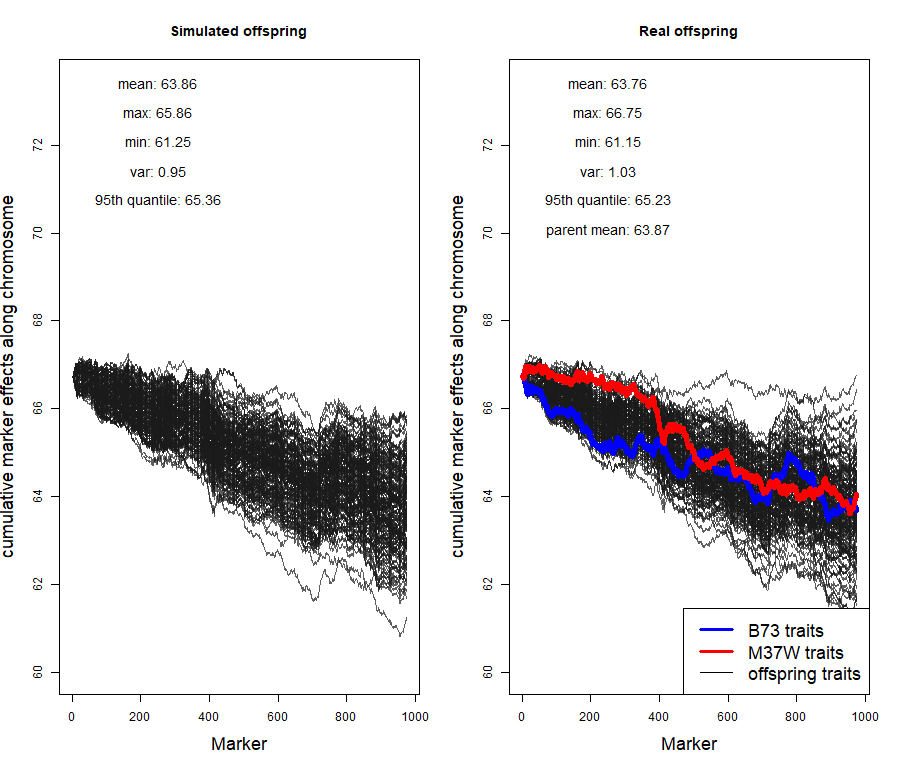 Simulated offspring
mean: 63.86
max: 65.86
min: 61.25
var: 0.95
95th quantile: 65.36
cumulative marker effects along chromosome
72
70
68
66
64
62
60
0 200 400 600 800 1000
Marker
Real offspring
mean: 63.76
max: 66.75
min: 61.15
var: 1.03
95th quantile: 65.23
parent mean: 63.87
cumulative marker effects along chromosome
72
70
68
66
64
62
60
B73 traits
M37W traits
offspring traits
0 200 400 600 800 1000
Marker